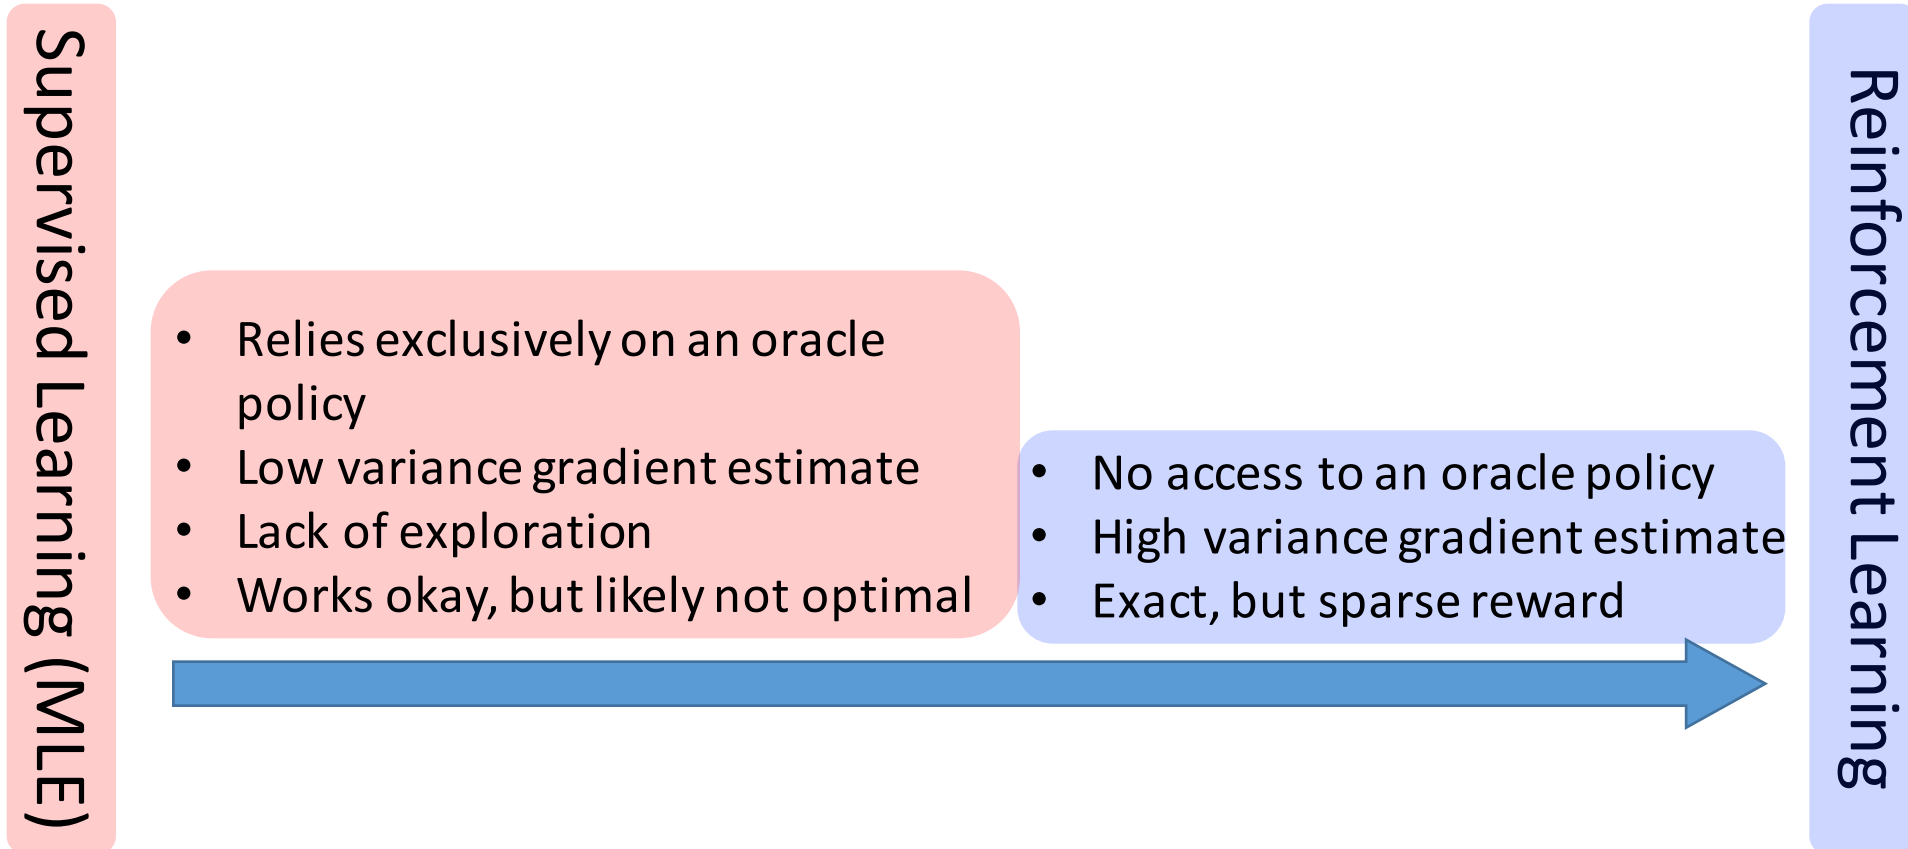 Supervised Learning (MLE)
• Relies exclusively on an oracle
policy
• Low variance gradient estimate
• Lack of exploration
• Works okay, but likely not optimal
• No access to an oracle policy
• High variance gradient estimate
• Exact, but sparse reward
Reinforcement Learning